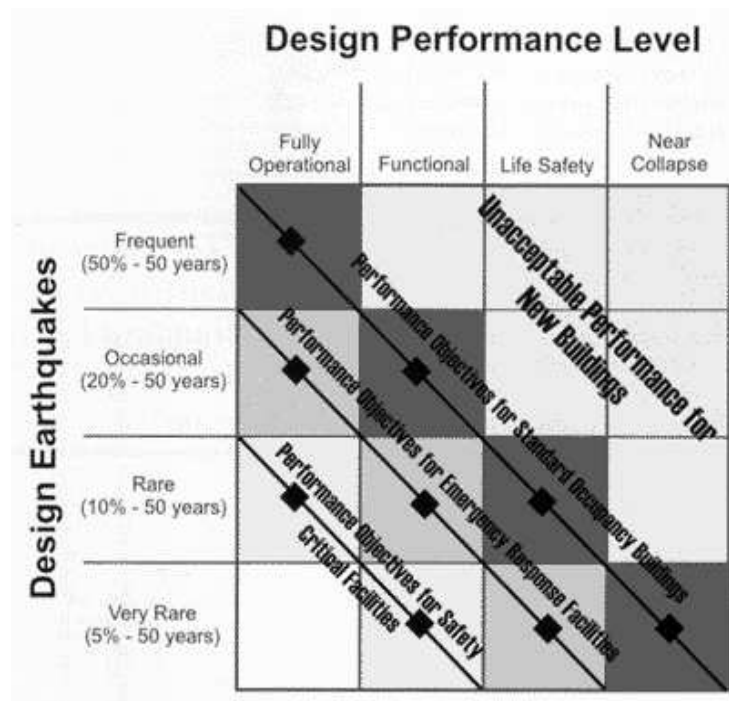 Design Performance Level
Fully
Operational
Functional
Life Safety
Near
Collapse
Design Earthquakes
Frequent
(50% - 50 years)
Occasional
(20% - 50 years)
Rare
(10% - 50 years)
Very Rare
(5% - 50 years)
Unacceptable Performance for
New Buildings
Performance Objectives for Standard Occupancy Buildings
Performance Objectives for Emergency Response Facilities
Performance Objectives for Safety
Critical Facilities